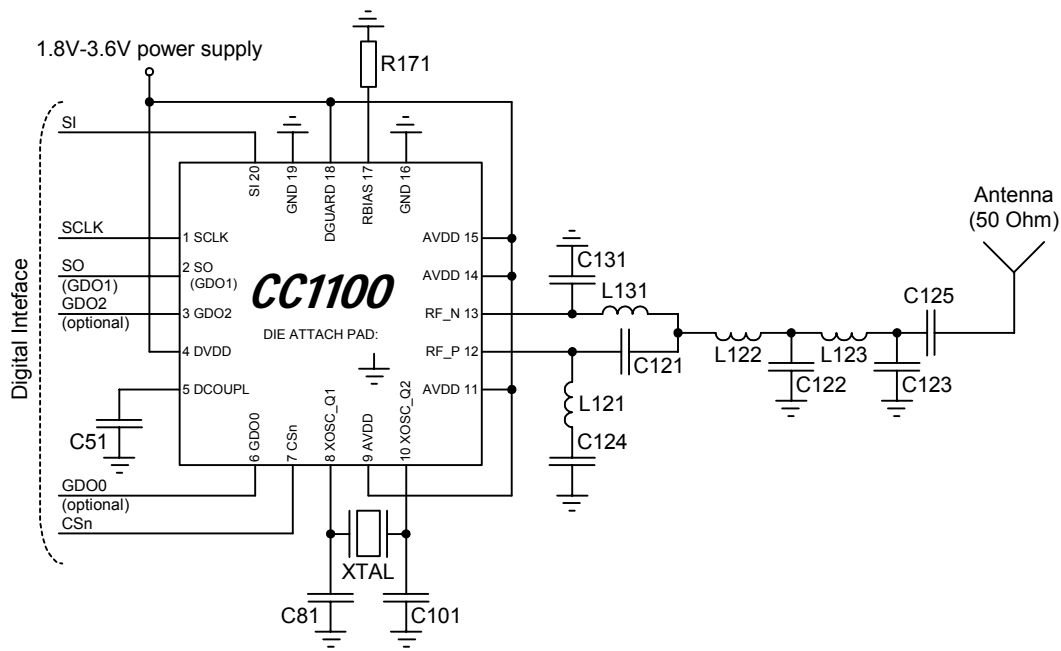 1.8V-3.6V power supply
R171
SI
SI 20
GND 19
DGUARD 18
RBIAS 17
GND 16
Antenna
(50 Ohm)
SCLK
1 SCLK
AVDD 15
SO
(GDO1)
2 SO
(GDO1)
CC1100
AVDD 14
C131
L131
C125
GDO2
(optional)
3 GDO2
RF_N 13
DIE ATTACH PAD:
4 DVDD
RF_P 12
C121
L122
L123
C122
C123
Digital Inteface
5 DCOUPL
AVDD 11
L121
C51
6 GDO0
7 CSn
8 XOSC_Q1
9 AVDD
10 XOSC_Q2
C124
GDO0
(optional)
CSn
XTAL
C81
C101